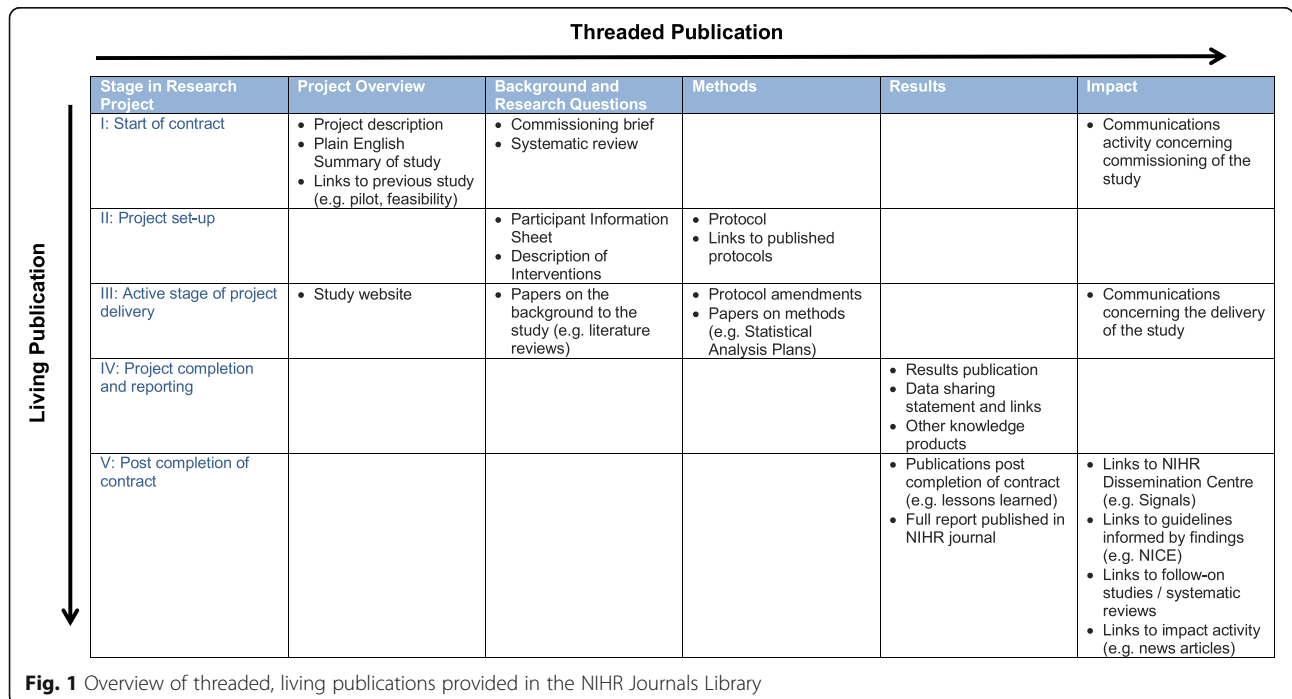 Threaded Publication
Living Publication
Stage in Research
Project
Project Overview
Background and
Research Questions
Methods
Results
Impact
I: Start of contract
• Project description
• Plain English
Summary of study
• Links to previous study
(e.g. pilot, feasibility)
• Commissioning brief
• Systematic review
• Communications
activity concerning
commissioning of the
study
II: Project set-up
• Participant Information
Sheet
• Description of
Interventions
• Protocol
• Links to published
protocols
III: Active stage of project
delivery
• Study website
• Papers on the
background to the
study (e.g. literature
reviews)
• Protocol amendments
• Papers on methods
(e.g. Statistical
Analysis Plans)
• Communications
concerning the delivery
of the study
IV: Project completion
and reporting
• Results publication
• Data sharing
statement and links
• Other knowledge
products
V: Post completion of
contract
• Publications post
completion of contract
(e.g. lessons learned)
• Full report published in
NIHR journal
• Links to NIHR
Dissemination Centre
(e.g. Signals)
• Links to guidelines
informed by findings
(e.g. NICE)
• Links to follow-on
studies / systematic
reviews
• Links to impact activity
(e.g. news articles)
Fig. 1 Overview of threaded, living publications provided in the NIHR Journals Library